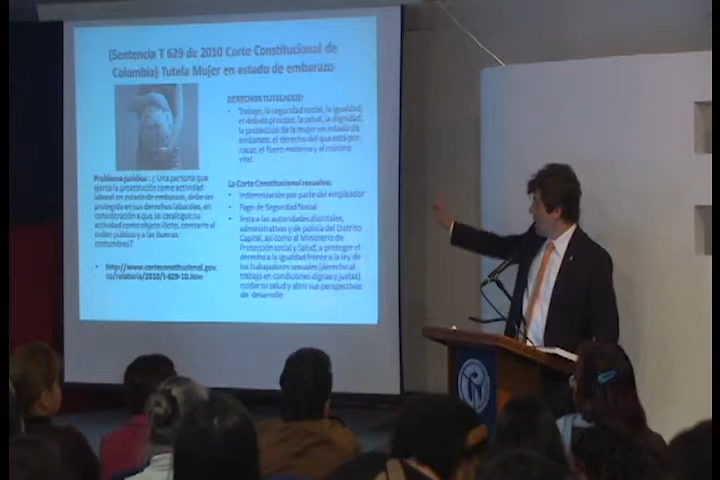 (Sentencia T 629 de 2010 Corte Constitucional de
Colombia) Tutela Mujer en estado de embarazo
DERECHOS TUTELADOS:
• Trabajo, la seguridad social, la igualdad,
el debido proceso, la salud, la dignidad,
la protección de la mujer en estado de
embarazo, el derecho del que está por
nacer, el fuero materno y el mínimo
vital.
Problema jurídico: ¿Una persona que
ejerza la prostitución como actividad
laboral en estado de embarazo, debe ser
protegida en sus derechos laborales, en
consideración a que se catalogue su
actividad como objeto ilícito, contrario al
orden público y a las buenas
costumbres?
• http://www.corteconstitucional.gov.
co/relatoria/2010/t-629-10.htm
La Corte Constitucional resuelve:
• Indemnización por parte del empleador
• Pago de Seguridad Social
• Insta a las autoridades distritales,
administrativas y de policía del Distrito
Capital, así como al Ministerio de
Protección social y Salud, a proteger el
derecho a la igualdad frente a la ley de
los trabajadores sexuales (derecho al
trabajo en condiciones dignas y justas)
cuidar su salud y abrir sus perspectivas
de desarrollo